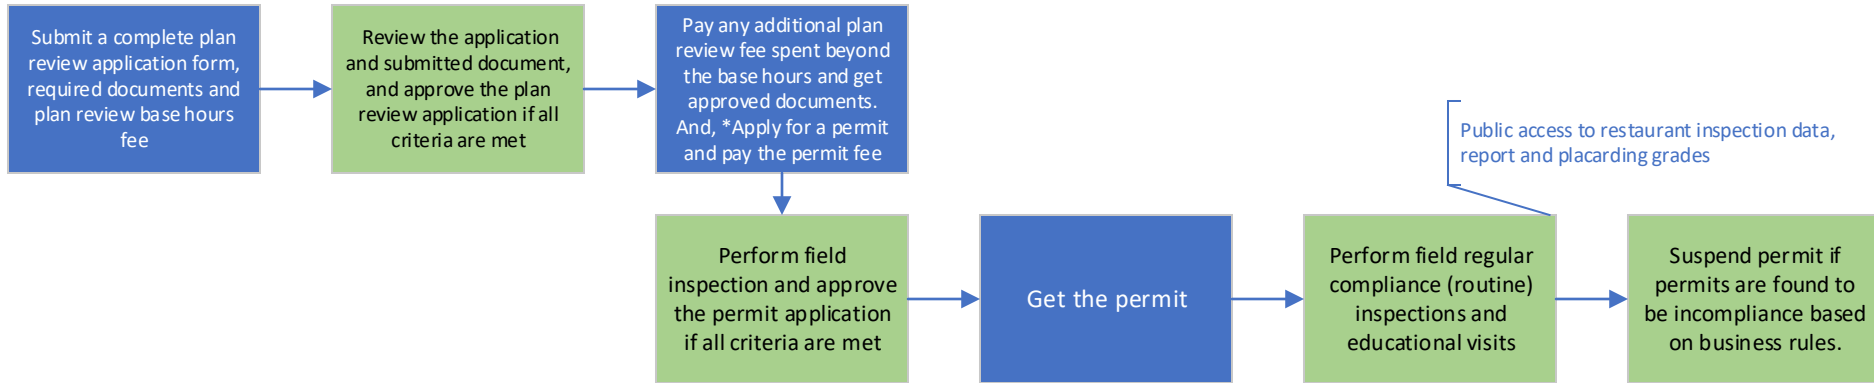 Submit a complete plan
review application form,
required documents and
plan review base hours
fee
Review the application
and submitted document,
and approve the plan
review application if all
criteria are met
Pay any additional plan
review fee spent beyond
the base hours and get
approved documents.
And, *Apply for a permit
and pay the permit fee
Public access to restaurant inspection data,
report and placarding grades
Perform field
inspection and approve
the permit application
if all criteria are met
Get the permit
Perform field regular
compliance (routine)
inspections and
educational visits
Suspend permit if
permits are found to
be incompliance based
on business rules.